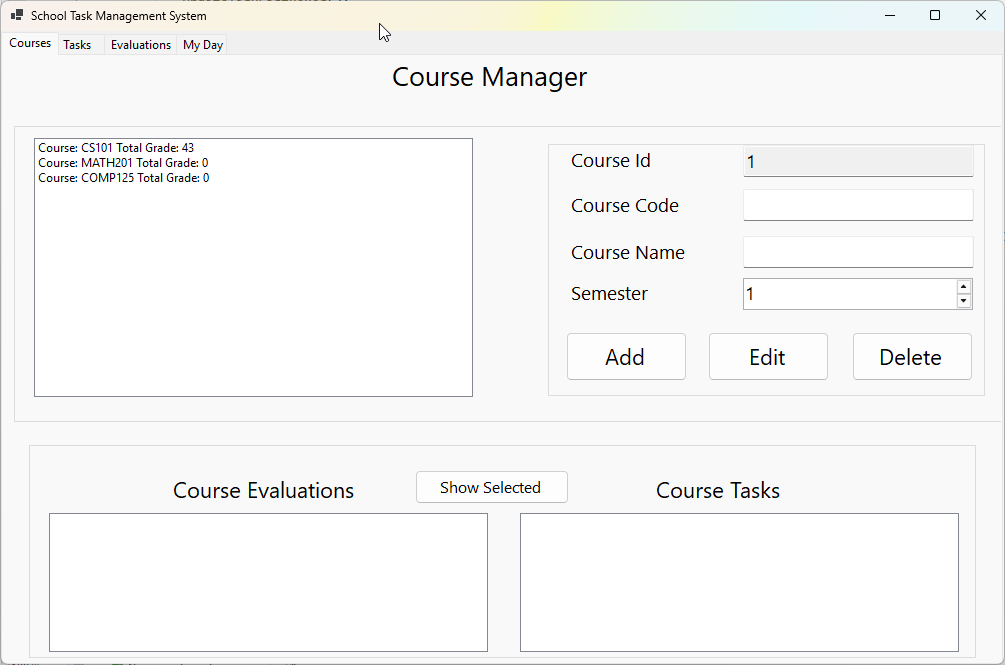 School Task Management System
Courses Tasks Evaluations My Day
Course Manager
Course: CS101 Total Grade: 43
Course: MATH201 Total Grade: 0
Course: COMP125 Total Grade: 0
Course Id 1
Course Code
Course Name
Semester 1
Add Edit Delete
Course Evaluations Show Selected Course Tasks